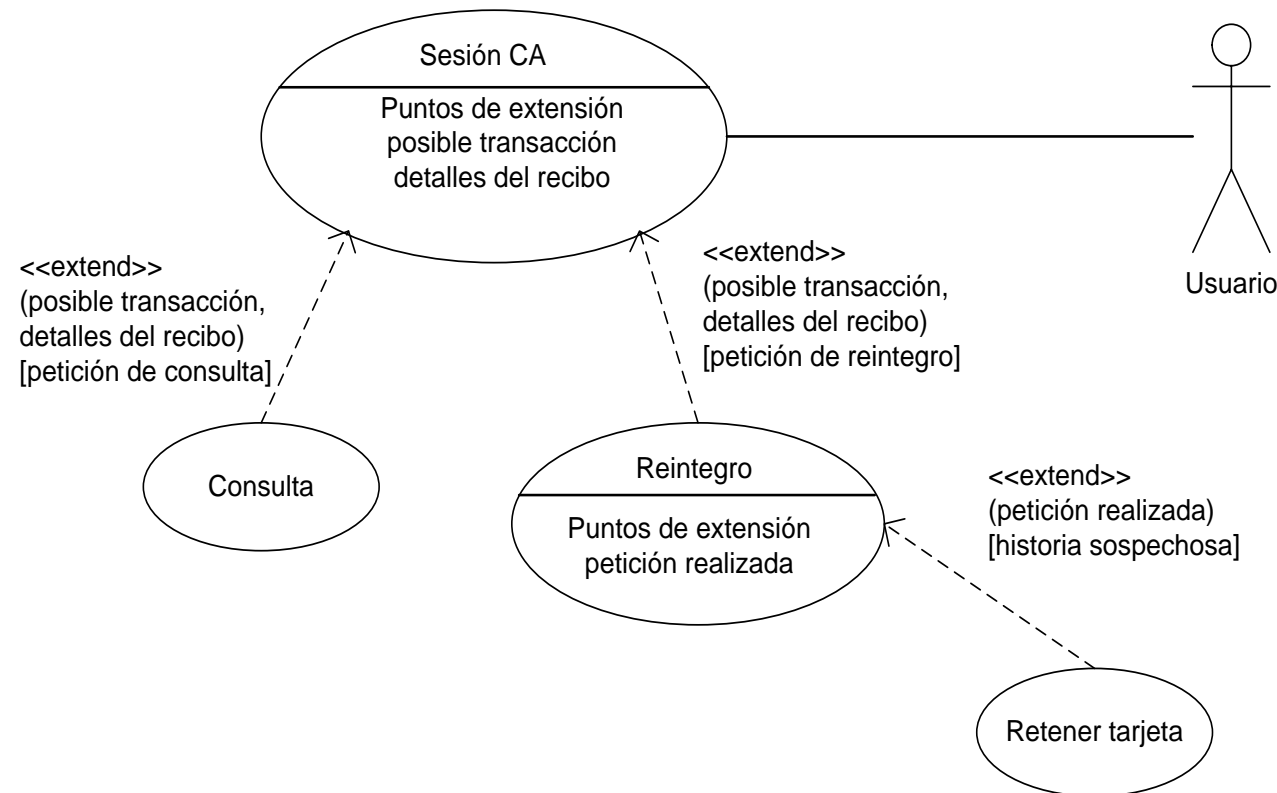 Sesión CA
Puntos de extensión
posible transacción
detalles del recibo
Usuario
<<extend>>
(posible transacción,
detalles del recibo)
[petición de consulta]
<<extend>>
(posible transacción,
detalles del recibo)
[petición de reintegro]
Consulta
Reintegro
Puntos de extensión
petición realizada
<<extend>>
(petición realizada)
[historia sospechosa]
Retener tarjeta